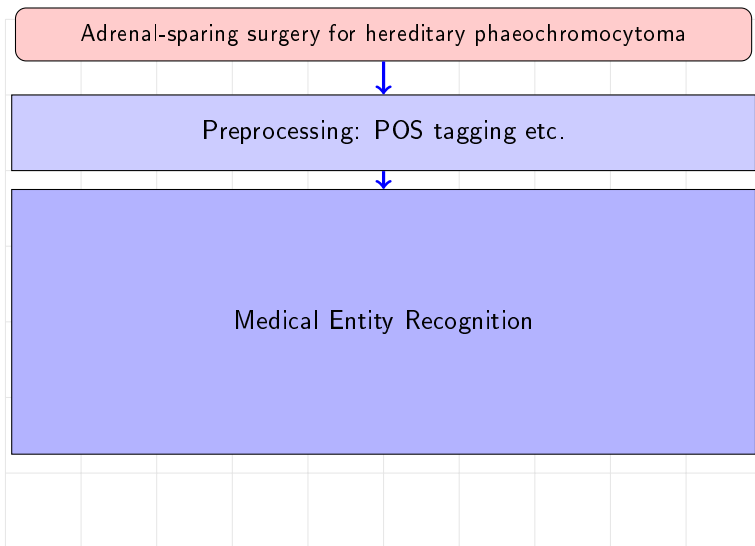 Adrenal-sparing surgery for hereditary phaeochromocytoma
Preprocessing: POS tagging etc.
Medical Entity Recognition